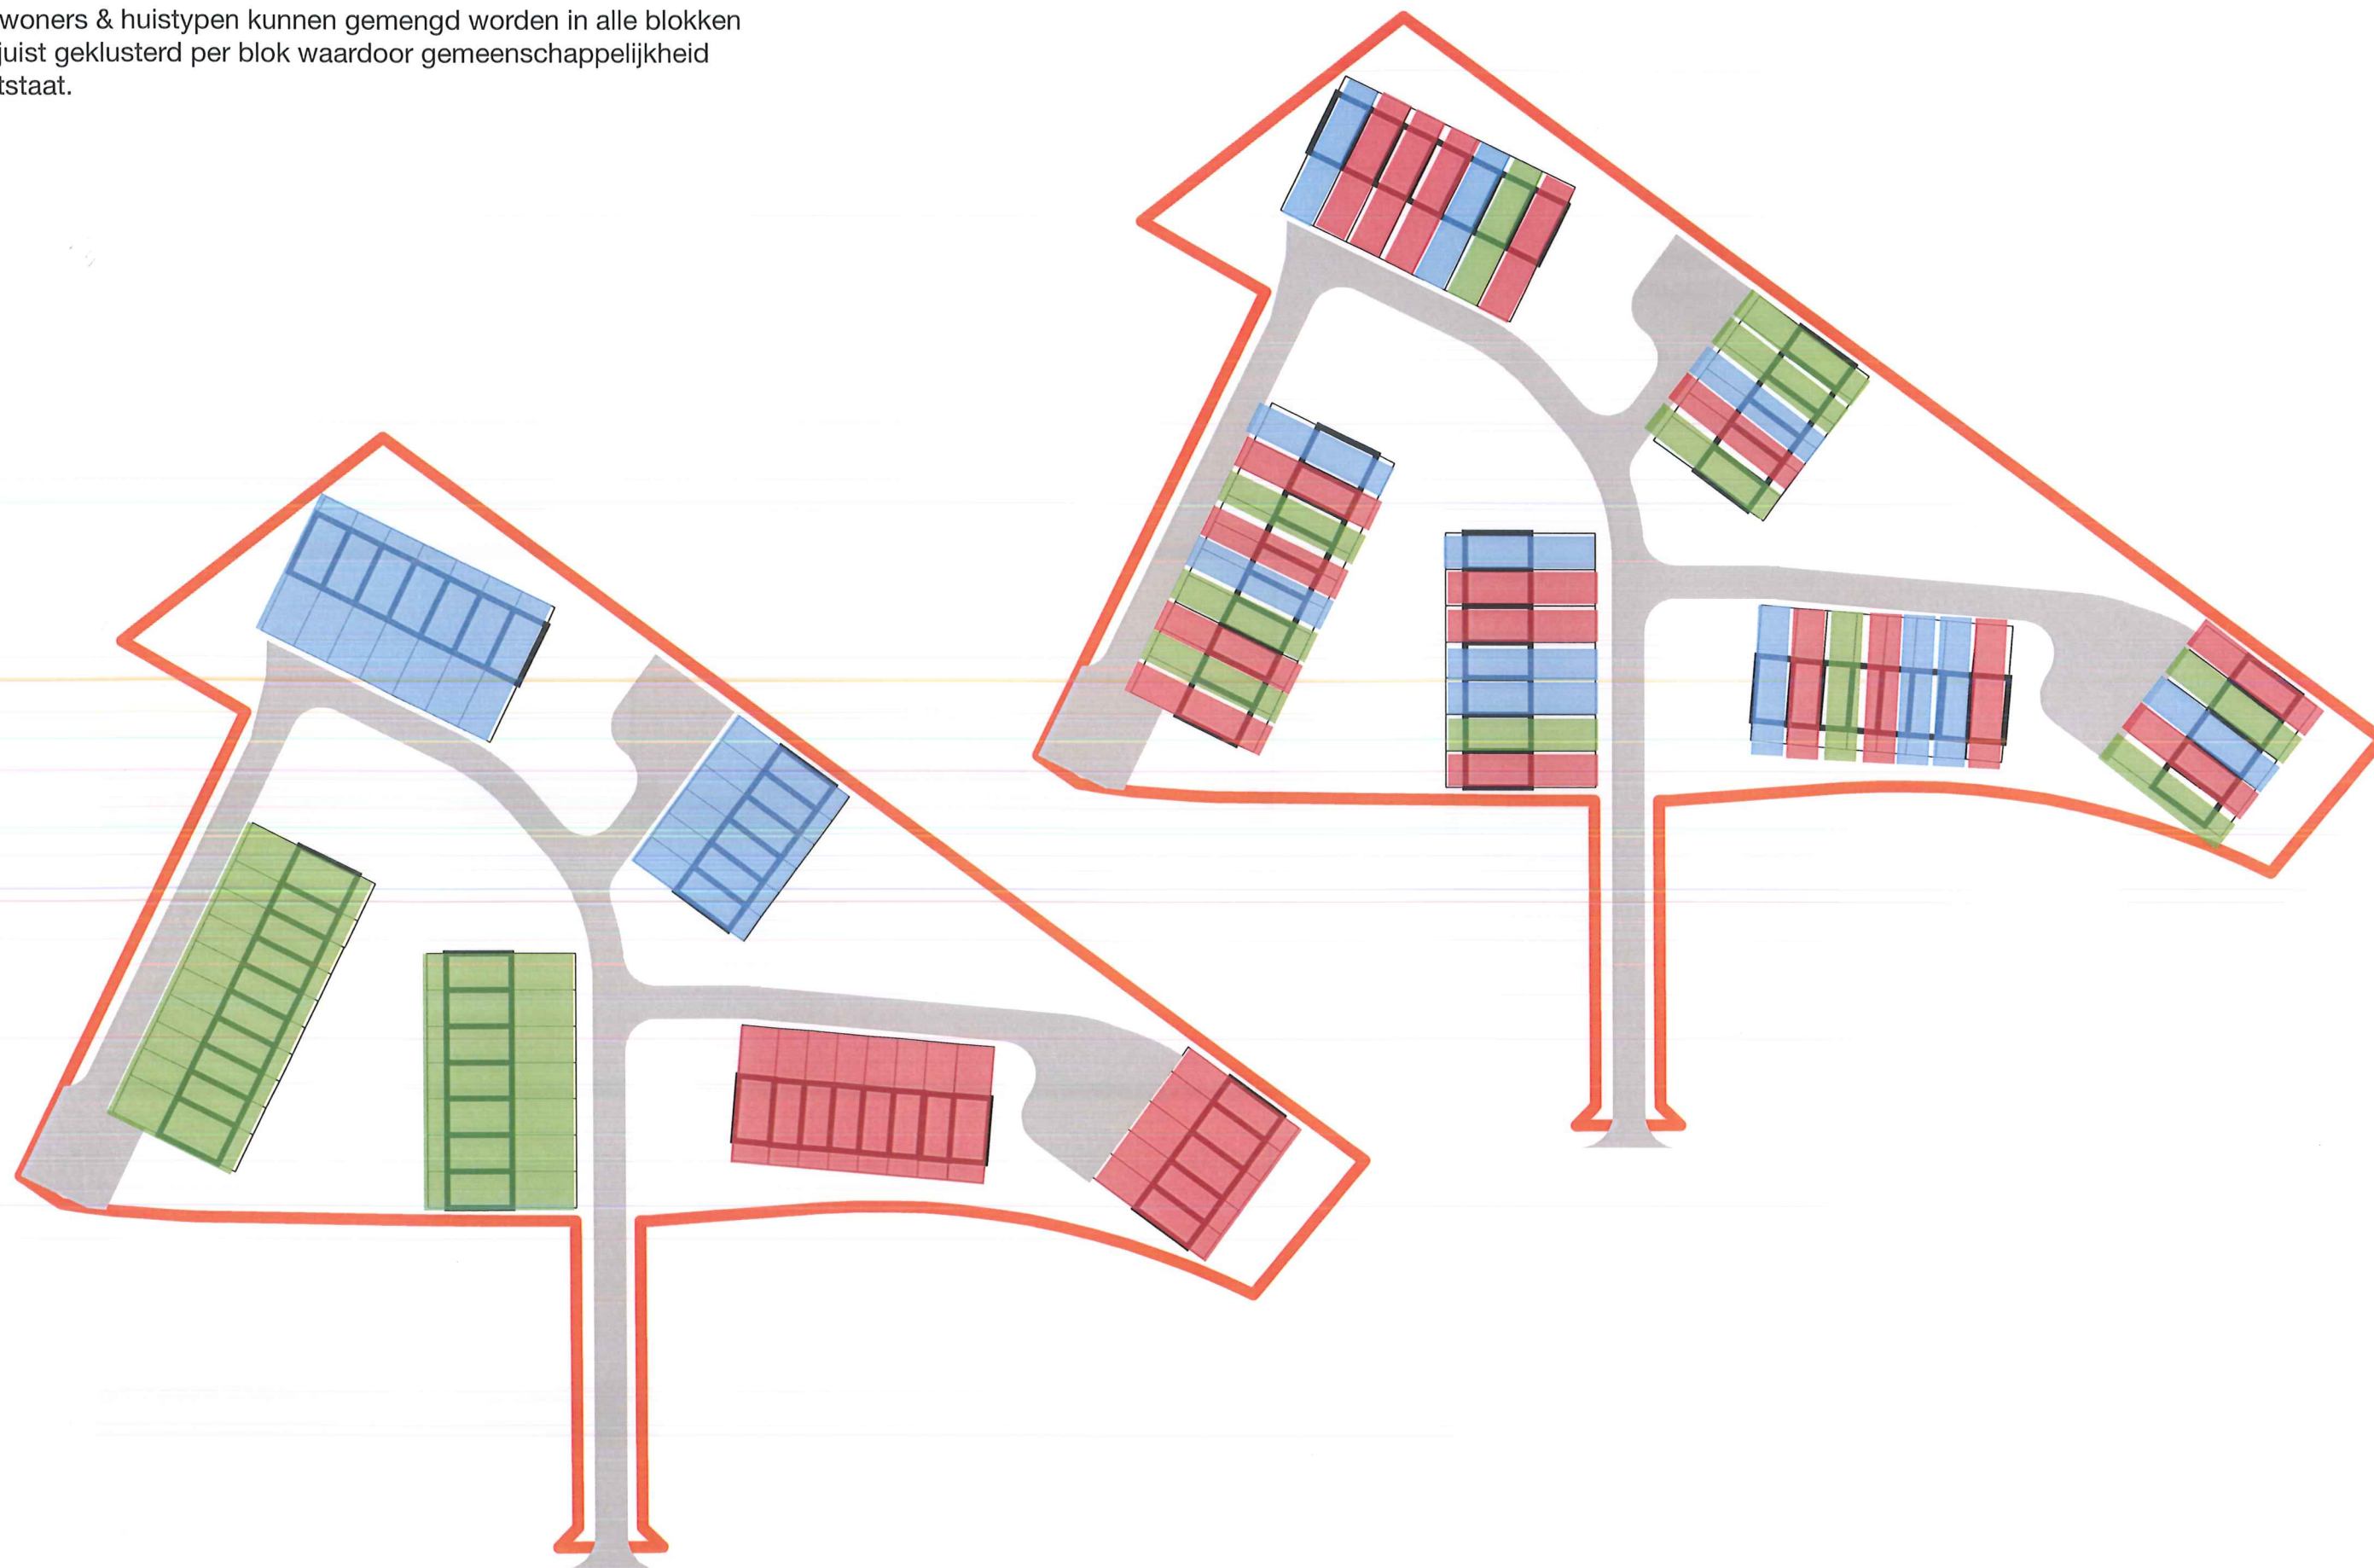 woners & huistypen kunnen gemengd worden in alle blokken
juist geklusterd per blok waardoor gemeenschappelijkheid
tstaat.